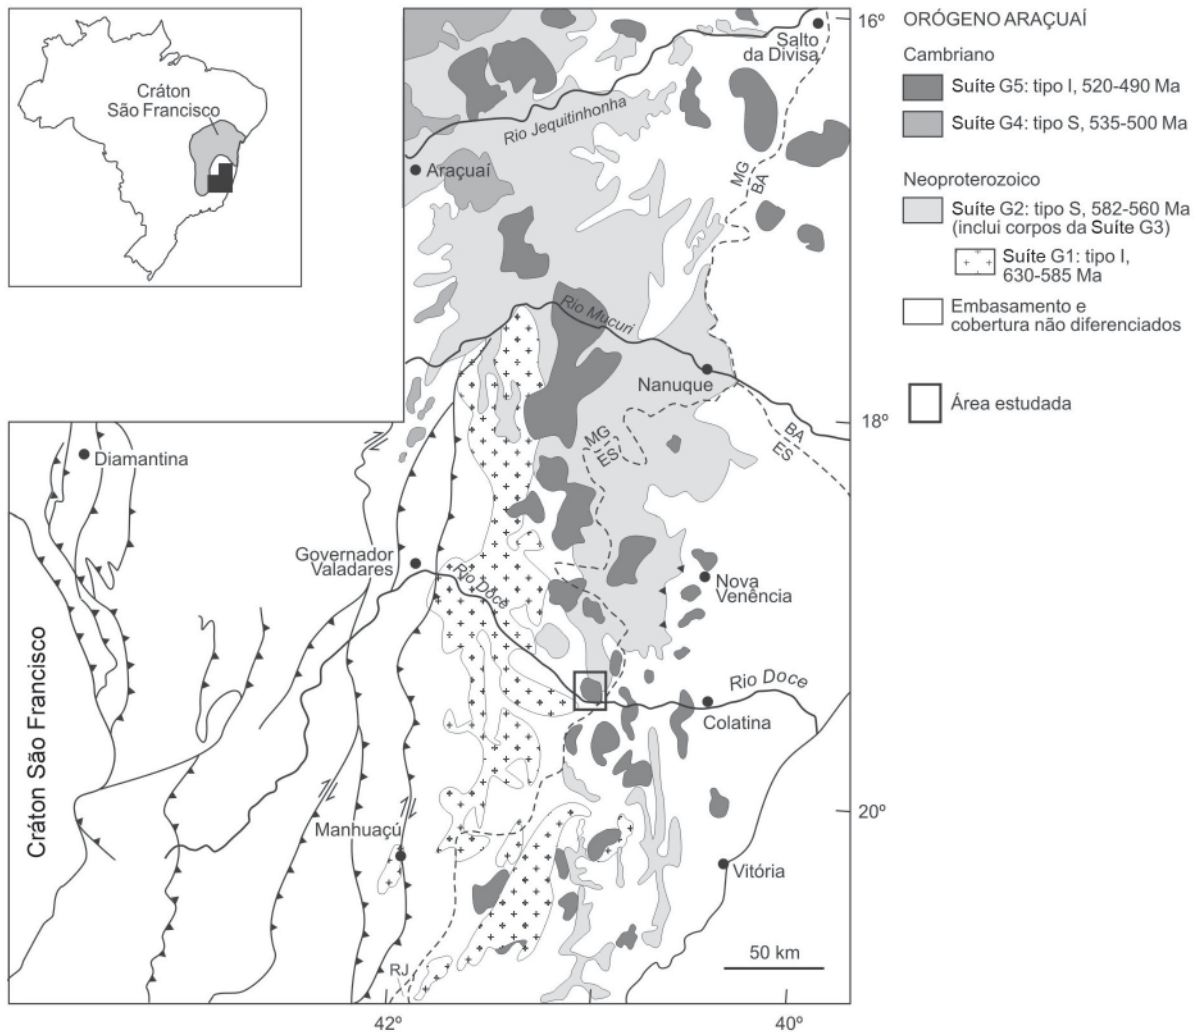 Cráton
São Francisco
16º
Salto
da Divisa
Rio Jequitinhonha
Araçuaí
MG
BA
Rio Mucuri
Nanuque
18º
MG
ES
BA
ES
Diamantina
Governador
Valadares
Rio Doce
Nova
Venência
Rio Doce
Colatina
Cráton São Francisco
Manhuaçú
20º
Vitória
50 km
RJ
42º
40º
ORÓGENO ARAÇUAÍ
Cambriano
Suíte G5: tipo I, 520-490 Ma
Suíte G4: tipo S, 535-500 Ma
Neoproterozoico
Suíte G2: tipo S, 582-560 Ma
(inclui corpos da Suíte G3)
Suíte G1: tipo I,
630-585 Ma
Embasamento e
cobertura não diferenciados
Área estudada